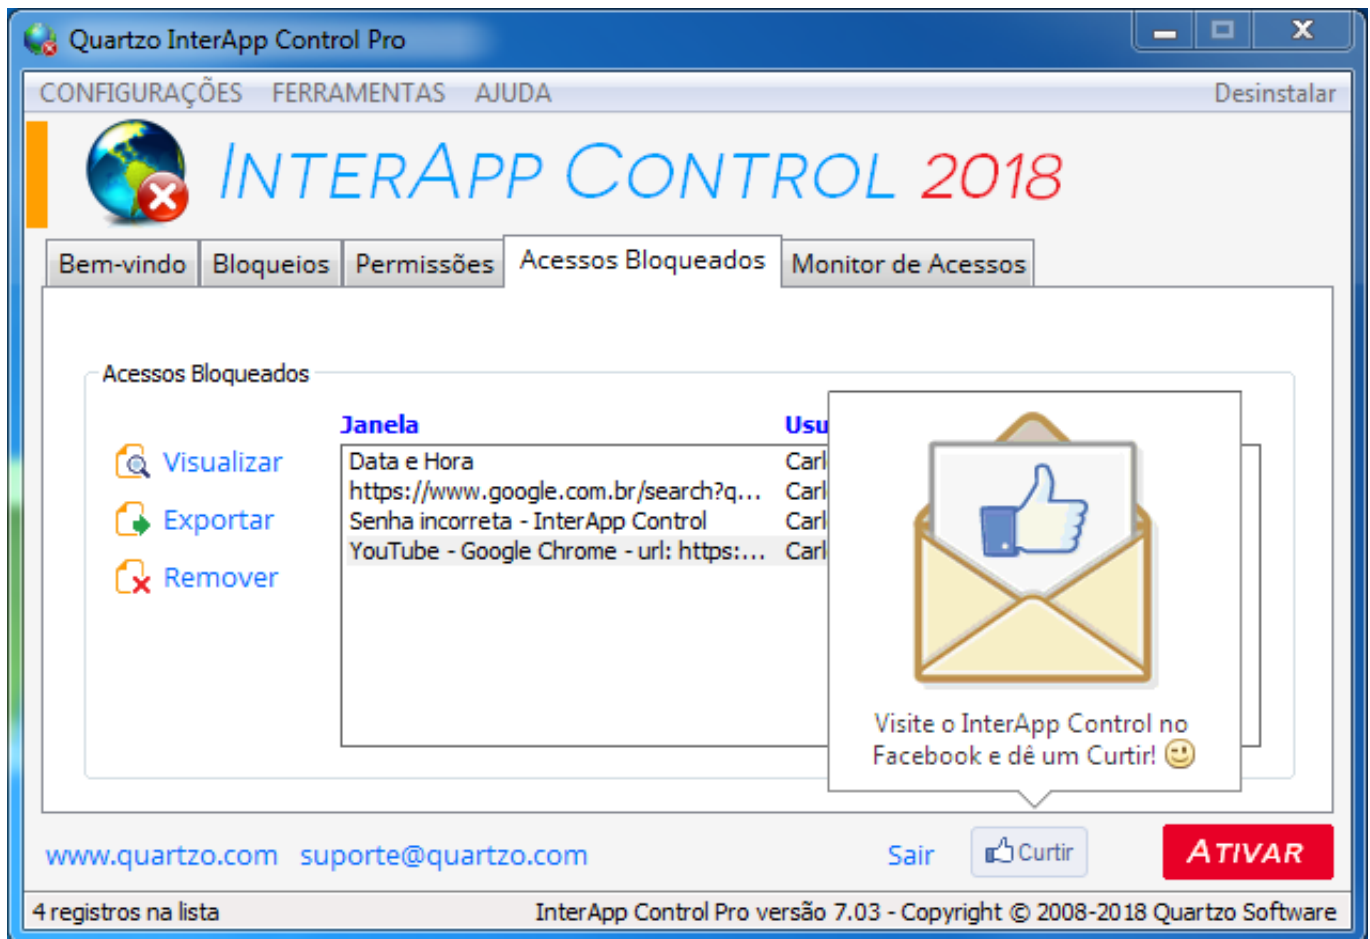 Quartzo InterApp Control Pro
CONFIGURAÇÕES FERRAMENTAS AJUDA Desinstalar
INTERAPP CONTROL 2018
Bem-vindo Bloqueios Permissões Acessos Bloqueados Monitor de Acessos
Acessos Bloqueados
Visualizar
Exportar
Remover
Janela Usu
Data e Hora Carl
https://www.google.com.br/search?q... Carl
Senha incorreta - InterApp Control Carl
YouTube - Google Chrome - url: https:... Carl
Visite o InterApp Control no
Facebook e dê um Curtir!
www.quartzo.com suporte@quartzo.com Sair Curtir ATIVAR
4 registros na lista InterApp Control Pro versão 7.03 - Copyright © 2008-2018 Quartzo Software